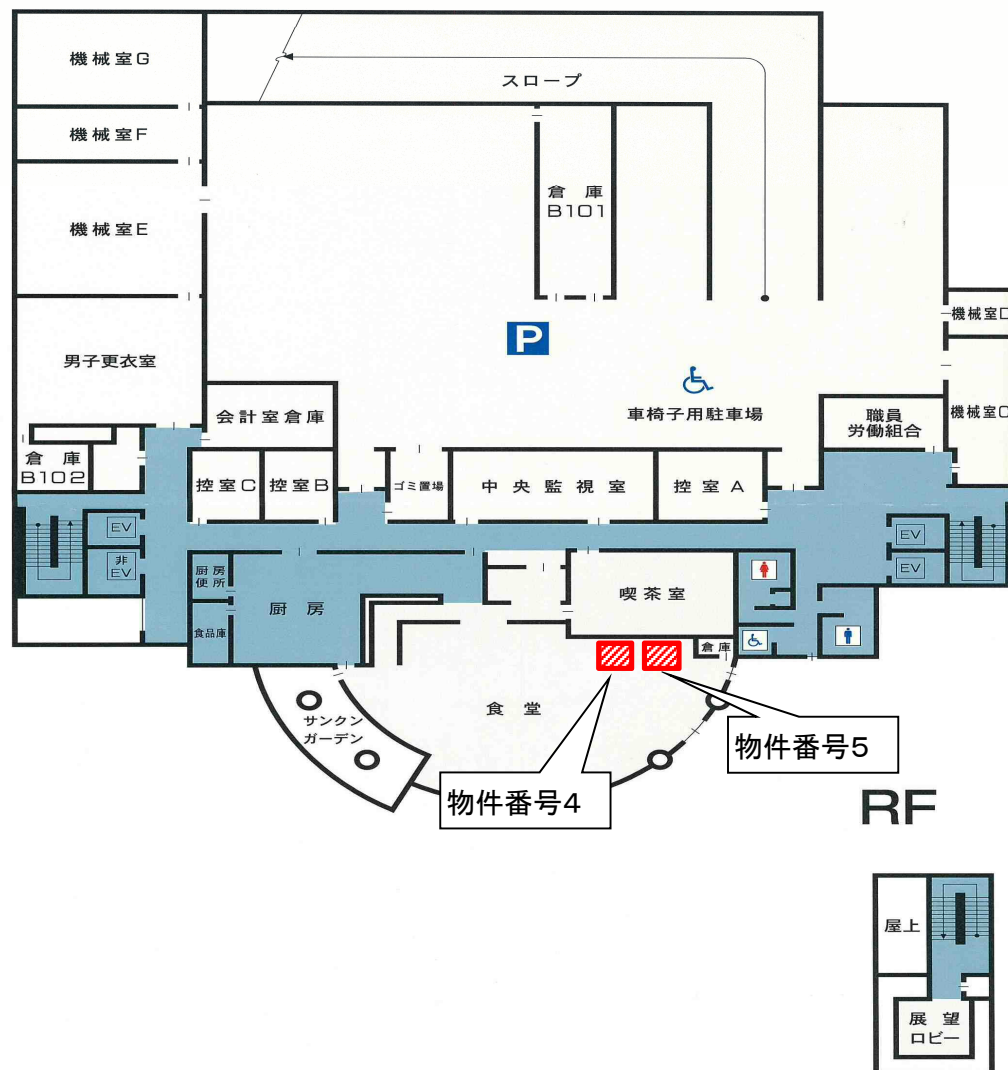 機械室G
スロープ
機械室F
倉庫
B101
機械室E
機械室D
P
男子更衣室
車椅子用駐車場
会計室倉庫
職員
労働組合
機械室C
倉庫
B102
控室C
控室B
ゴミ置場
中央監視室
控室A
EV
非
EV
EV
EV
厨房
便所
厨房
食品庫
喫茶室
倉庫
食堂
サンクン
ガーデン
物件番号5
物件番号4
RF
屋上
展望
ロビー